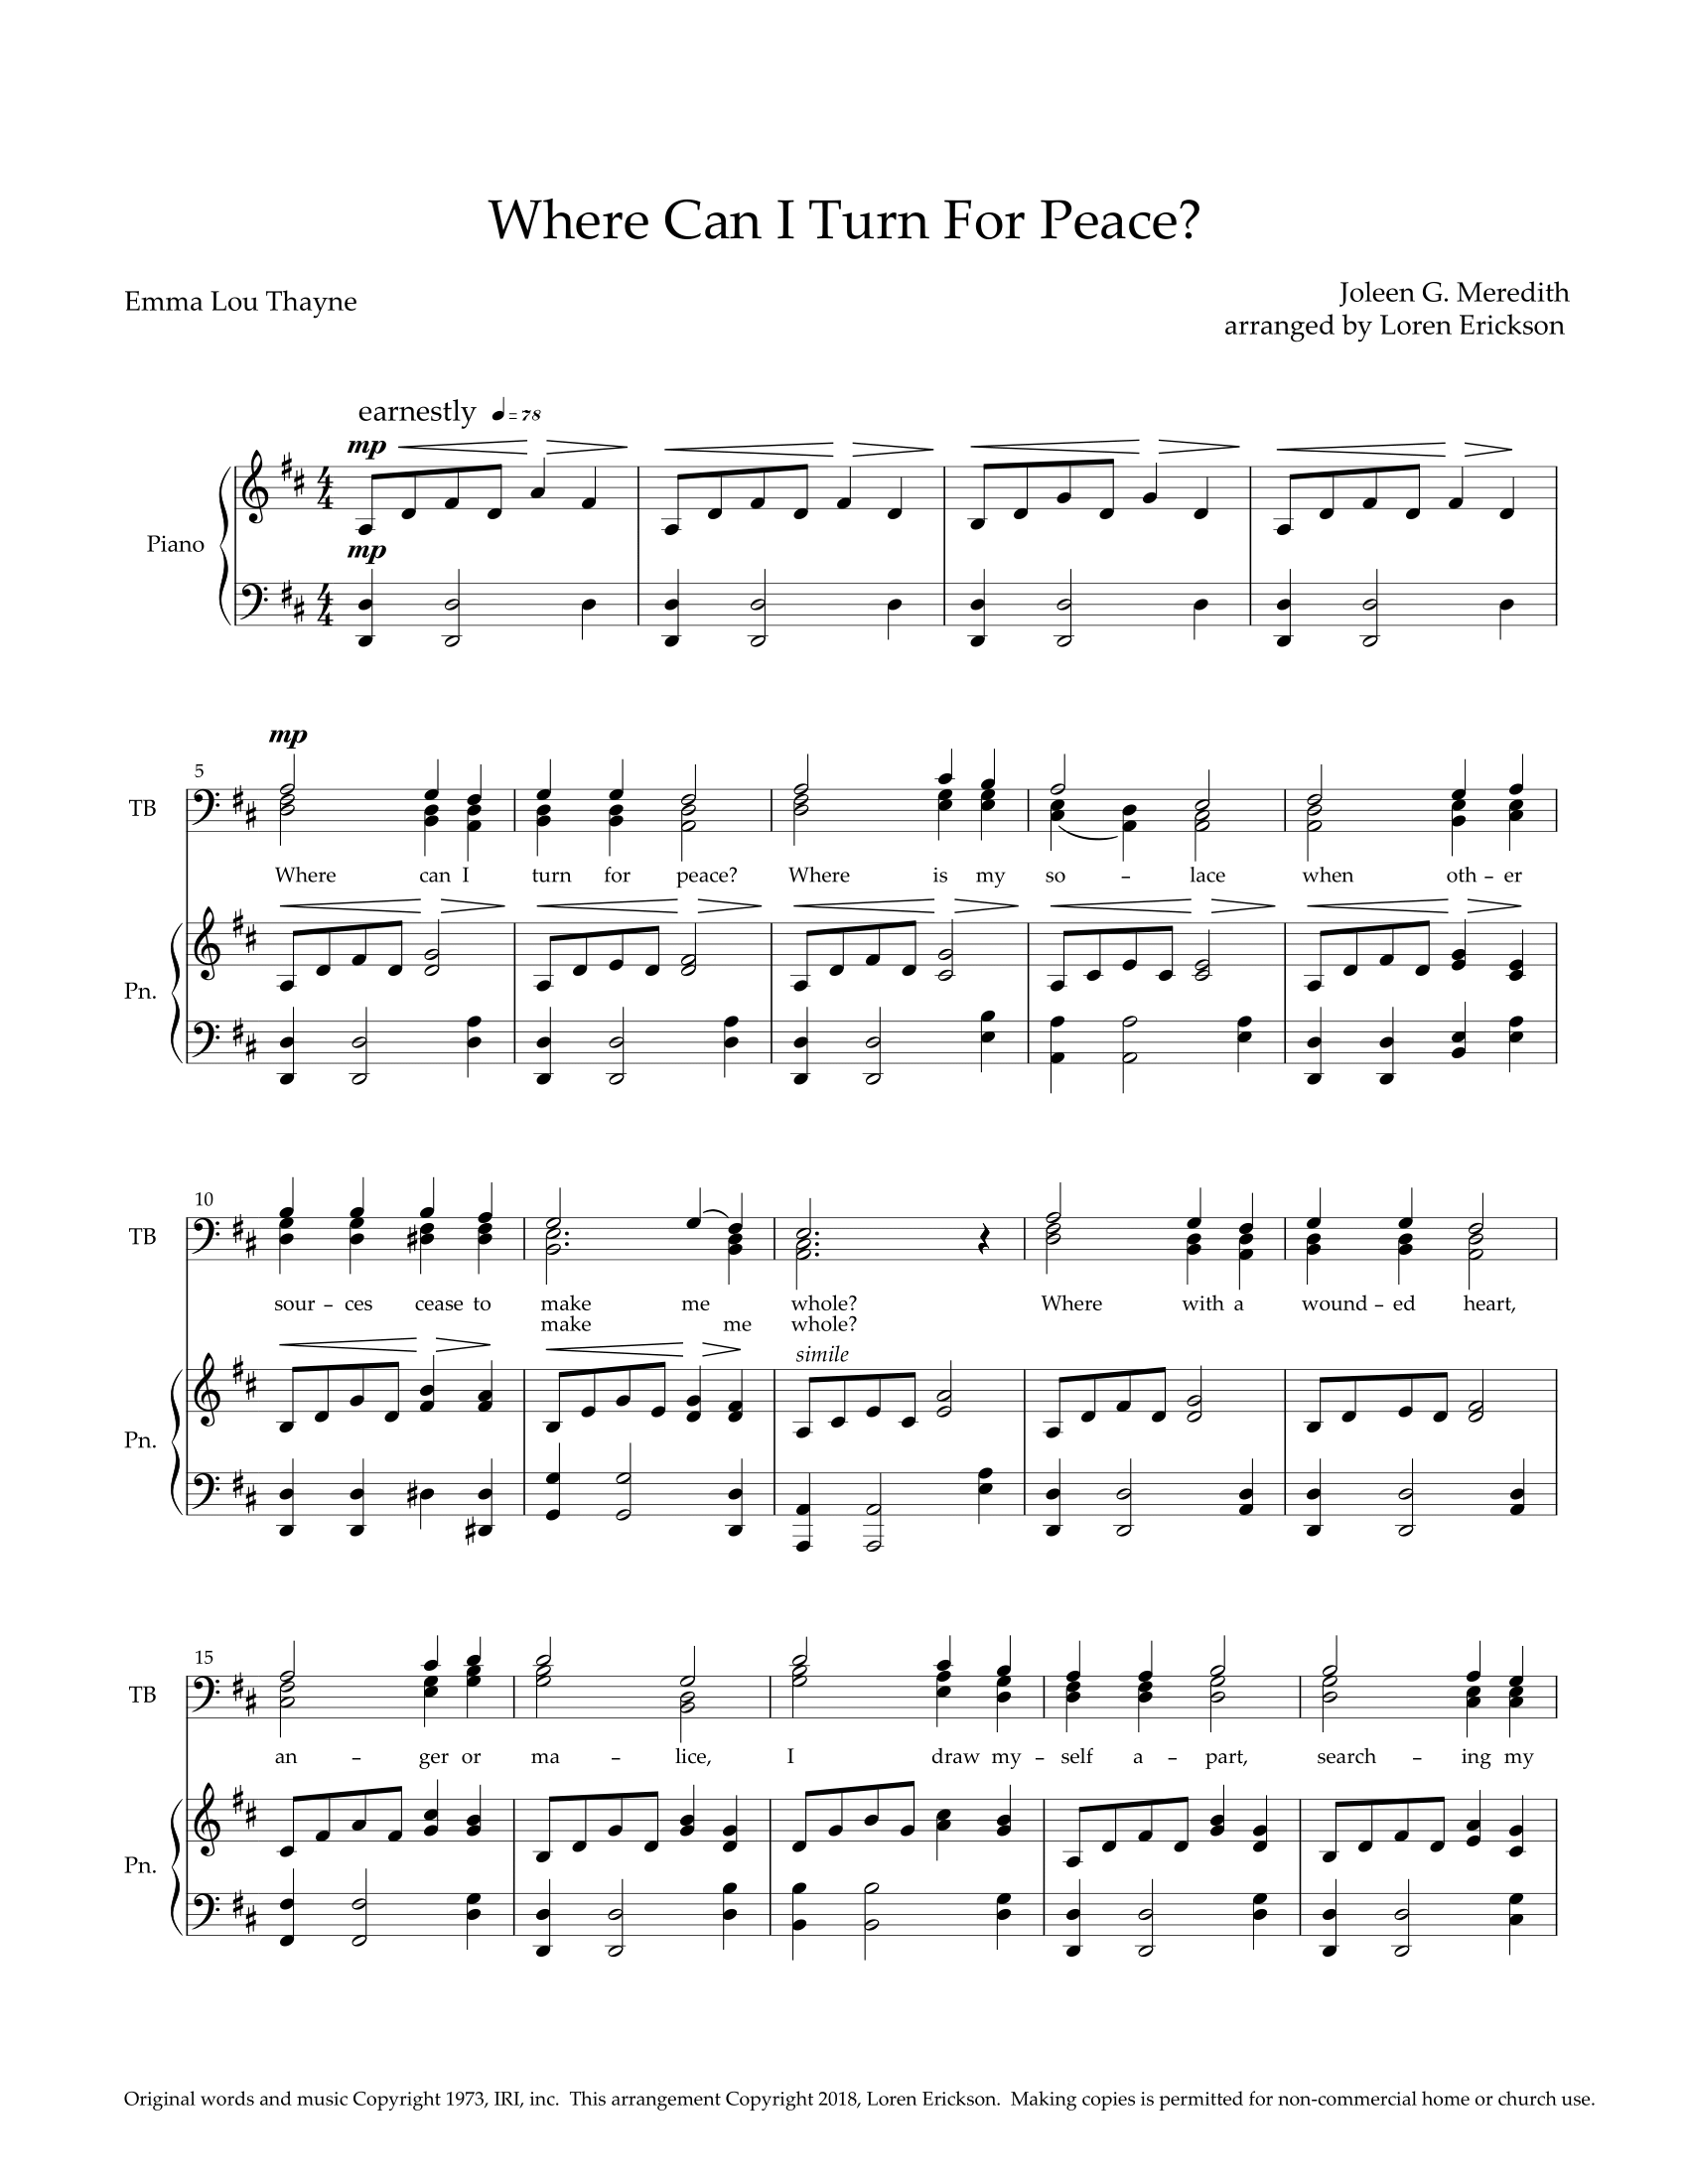 Where Can I Turn For Peace?
Emma Lou Thayne
Joleen G. Meredith
arranged by Loren Erickson
earnestly ♩=78
mp
Piano
mp
4 4
4 4
mp
5
TB
Where can I turn for peace? Where is my so – lace when oth – er
Pn.
10
TB
sour – ces cease to make me whole? Where with a wound – ed heart,
make me whole?
simile
Pn.
15
TB
an – ger or ma – lice, I draw my – self a – part, search – ing my
Pn.
Original words and music Copyright 1973, IRI, inc. This arrangement Copyright 2018, Loren Erickson. Making copies is permitted for non-commercial home or church use.